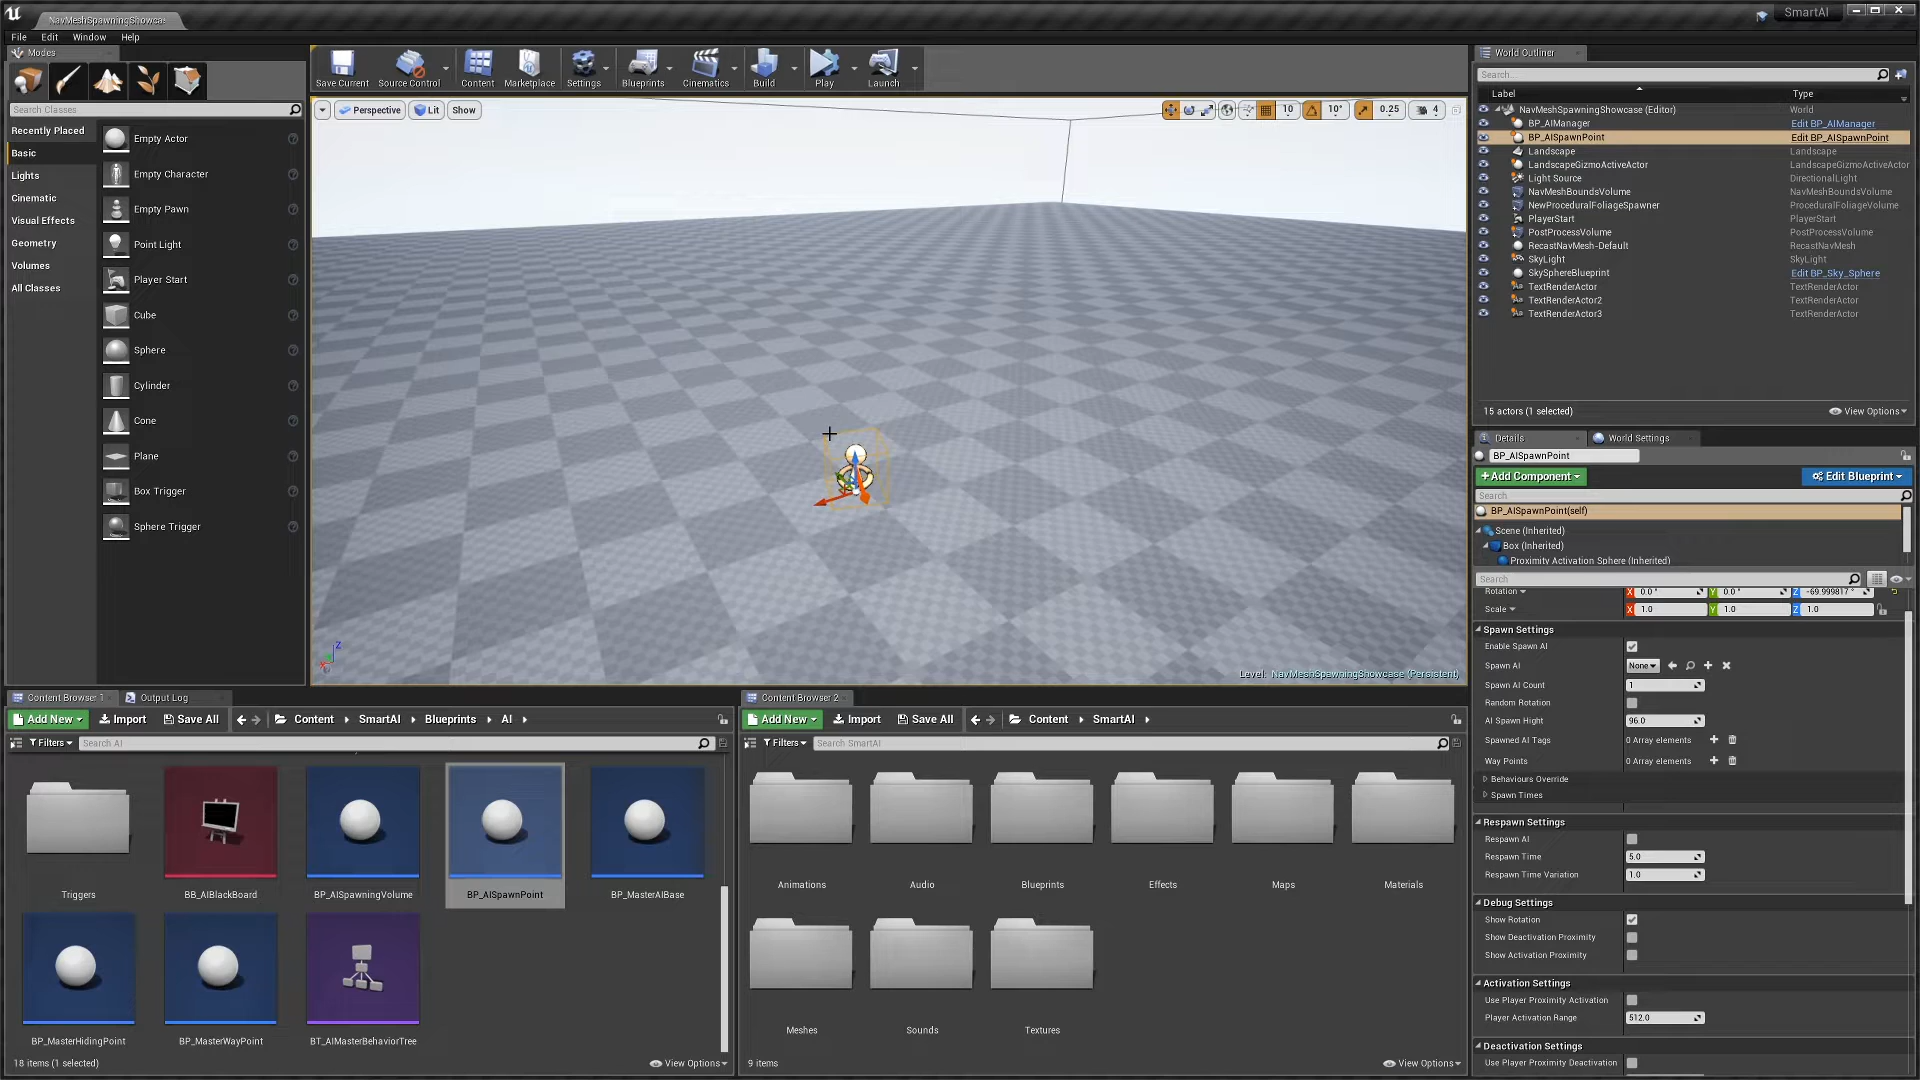 NavMeshSpawningShowcas
SmartAI
File Edit Window Help
Modes
Search Classes
Recently Placed
Basic
Lights
Cinematic
Visual Effects
Geometry
Volumes
All Classes
Empty Actor
Empty Character
Empty Pawn
Point Light
Player Start
Cube
Sphere
Cylinder
Cone
Plane
Box Trigger
Sphere Trigger
Save Current Source Control Content Marketplace Settings Blueprints Cinematics Build Play Launch
Perspective Lit Show 10 10° 0.25 4
Level: NavMeshSpawningShowcase (Persistent)
World Outliner
Search...
Label Type
NavMeshSpawningShowcase (Editor) World
BP_AIManager Edit BP_AIManager
BP_AISpawnPoint Edit BP_AISpawnPoint
Landscape Landscape
LandscapeGizmoActiveActor LandscapeGizmoActiveActor
Light Source DirectionalLight
NavMeshBoundsVolume NavMeshBoundsVolume
NewProceduralFoliageSpawner ProceduralFoliageVolume
PlayerStart PlayerStart
PostProcessVolume PostProcessVolume
RecastNavMesh-Default RecastNavMesh
SkyLight SkyLight
SkySphereBlueprint Edit BP_Sky_Sphere
TextRenderActor TextRenderActor
TextRenderActor2 TextRenderActor
TextRenderActor3 TextRenderActor
15 actors (1 selected) View Options
Details World Settings
BP_AISpawnPoint
+Add Component Edit Blueprint
Search
BP_AISpawnPoint(self)
Scene (Inherited)
Box (Inherited)
Proximity Activation Sphere (Inherited)
Search
Rotation X 0.0 ° Y 0.0 ° Z -69.999817 °
Scale X 1.0 Y 1.0 Z 1.0
Spawn Settings
Enable Spawn AI
Spawn AI None
Spawn AI Count 1
Random Rotation
AI Spawn Hight 96.0
Spawned AI Tags 0 Array elements
Way Points 0 Array elements
Behaviours Override
Spawn Times
Respawn Settings
Respawn AI
Respawn Time 5.0
Respawn Time Variation 1.0
Debug Settings
Show Rotation
Show Deactivation Proximity
Show Activation Proximity
Activation Settings
Use Player Proximity Activation
Player Activation Range 512.0
Deactivation Settings
Use Player Proximity Deactivation
Content Browser 1 Output Log
Add New Import Save All Content SmartAI Blueprints AI
Filters Search AI
Triggers BB_AIBlackBoard BP_AISpawningVolume BP_AISpawnPoint BP_MasterAIBase
BP_MasterHidingPoint BP_MasterWayPoint BT_AIMasterBehaviorTree
18 items (1 selected) View Options
Content Browser 2
Add New Import Save All Content SmartAI
Filters Search SmartAI
Animations Audio Blueprints Effects Maps Materials
Meshes Sounds Textures
9 items View Options